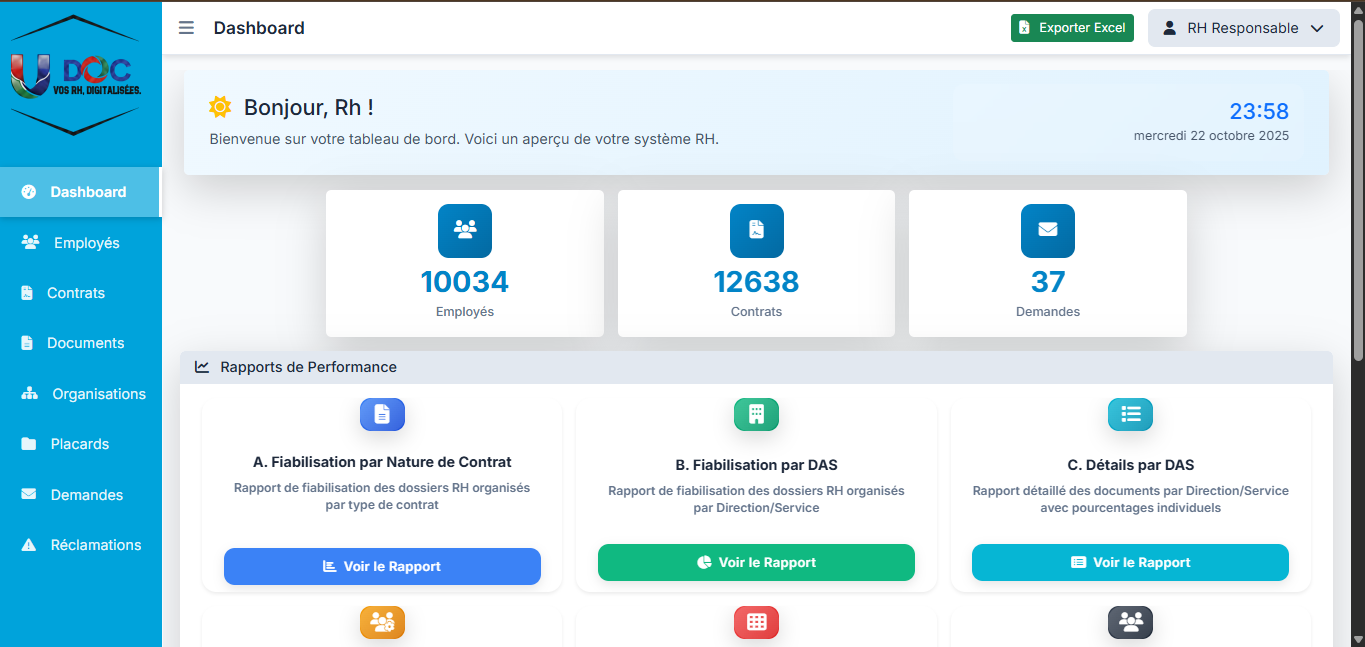 U DOC
VOS RH, DIGITALISÉES.
Dashboard
Exporter Excel
RH Responsable
Bonjour, Rh !
Bienvenue sur votre tableau de bord. Voici un aperçu de votre système RH.
23:58
mercredi 22 octobre 2025
Dashboard
Employés
Contrats
Documents
Organisations
Placards
Demandes
Réclamations
10034
Employés
12638
Contrats
37
Demandes
Rapports de Performance
A. Fiabilisation par Nature de Contrat
Rapport de fiabilisation des dossiers RH organisés
par type de contrat
Voir le Rapport
B. Fiabilisation par DAS
Rapport de fiabilisation des dossiers RH organisés
par Direction/Service
Voir le Rapport
C. Détails par DAS
Rapport détaillé des documents par Direction/Service
avec pourcentages individuels
Voir le Rapport